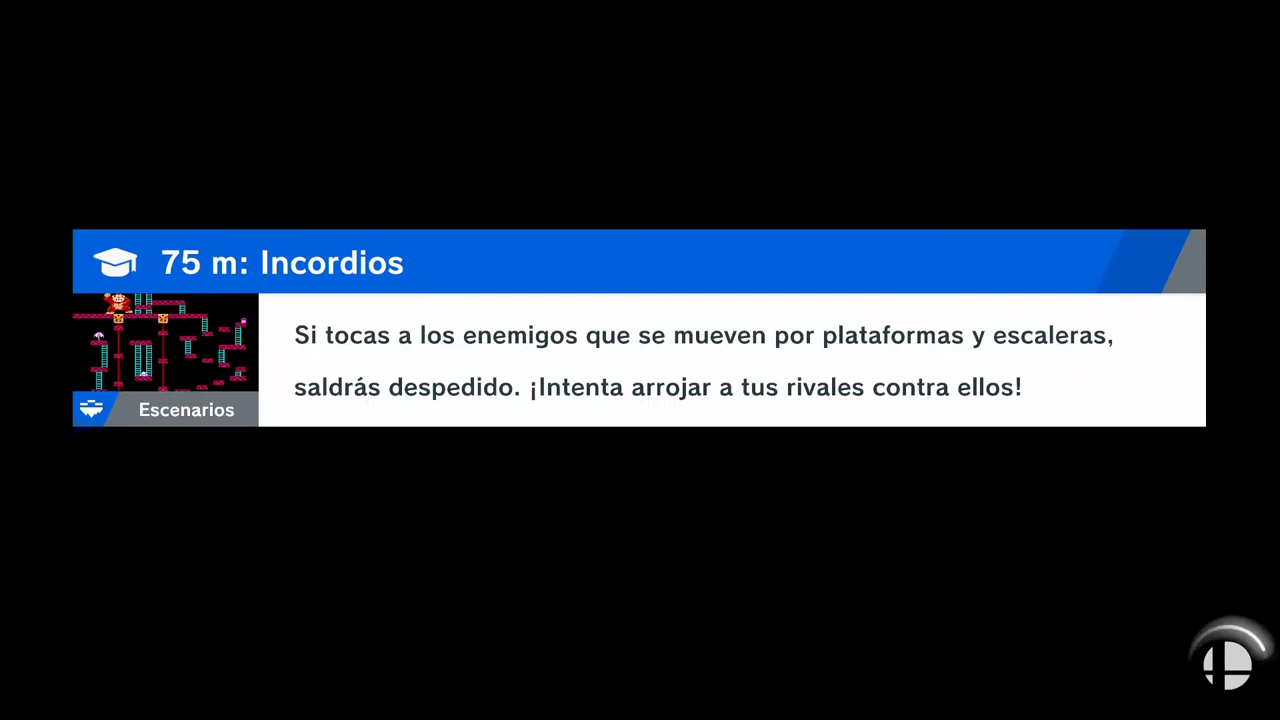 75 m: Incordios
Si tocas a los enemigos que se mueven por plataformas y escaleras,
saldrás despedido. ¡Intenta arrojar a tus rivales contra ellos!
Escenarios